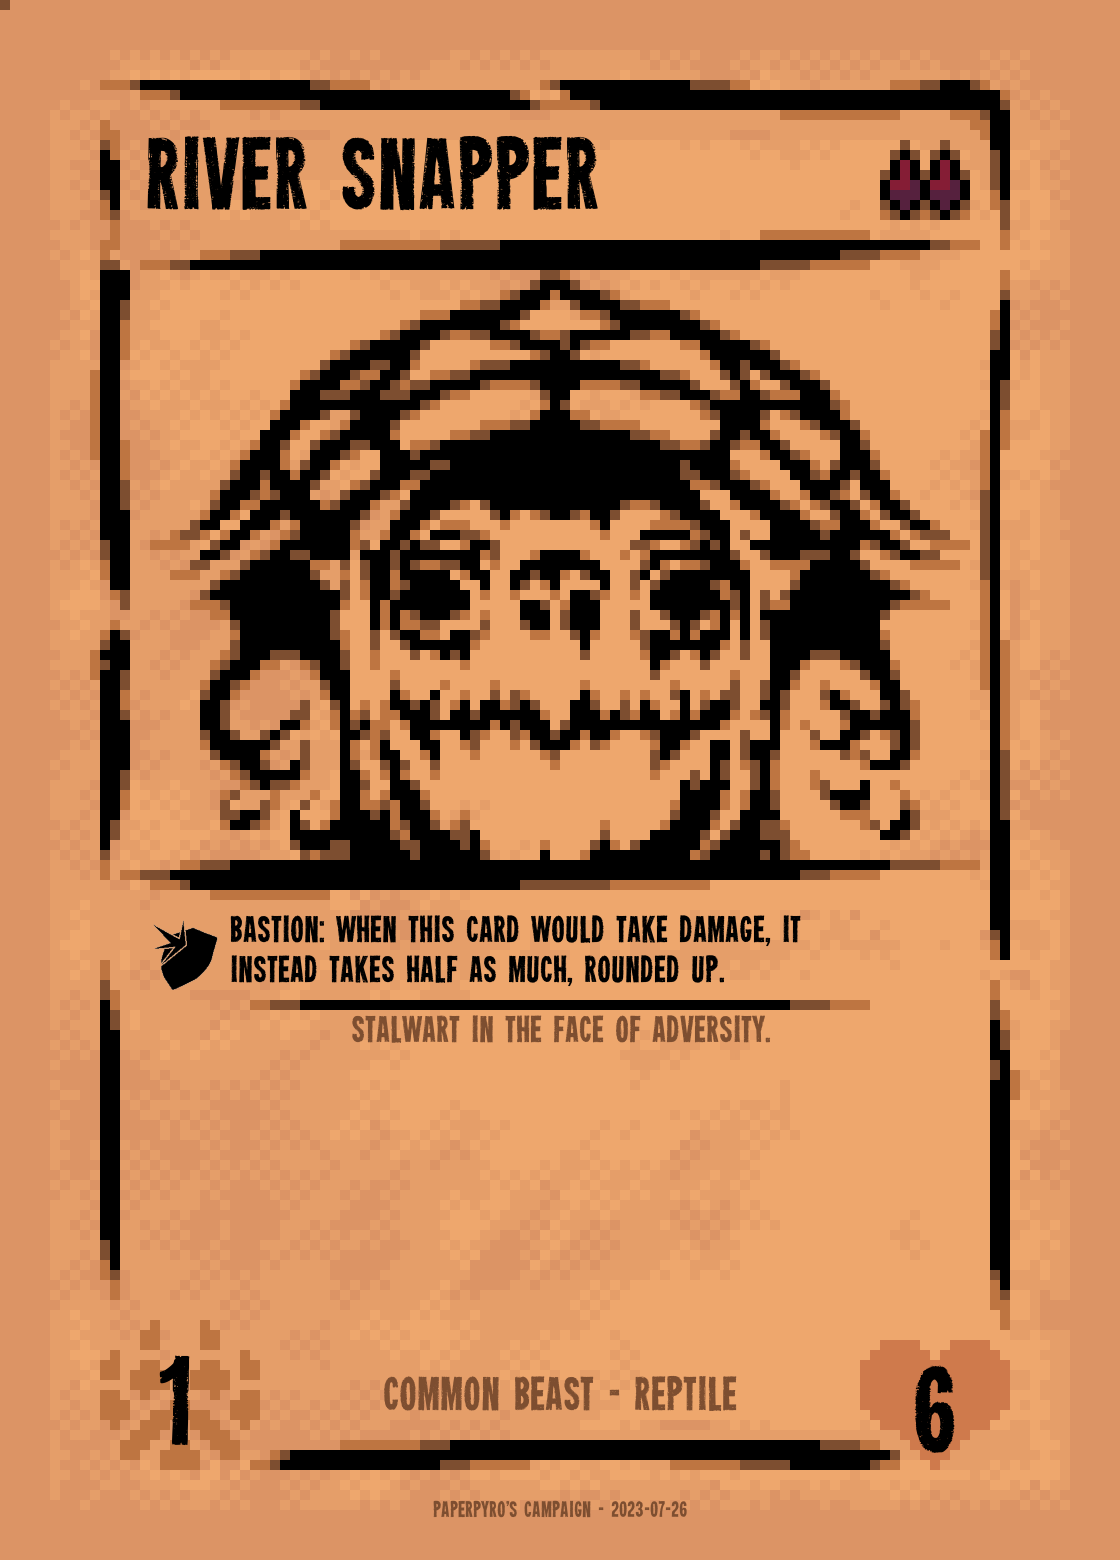 RIVER SNAPPER
BASTION: WHEN THIS CARD WOULD TAKE DAMAGE, IT
INSTEAD TAKES HALF AS MUCH, ROUNDED UP.
STALWART IN THE FACE OF ADVERSITY.
1
COMMON BEAST - REPTILE
6
PAPERPYRO'S CAMPAIGN - 2023-07-26